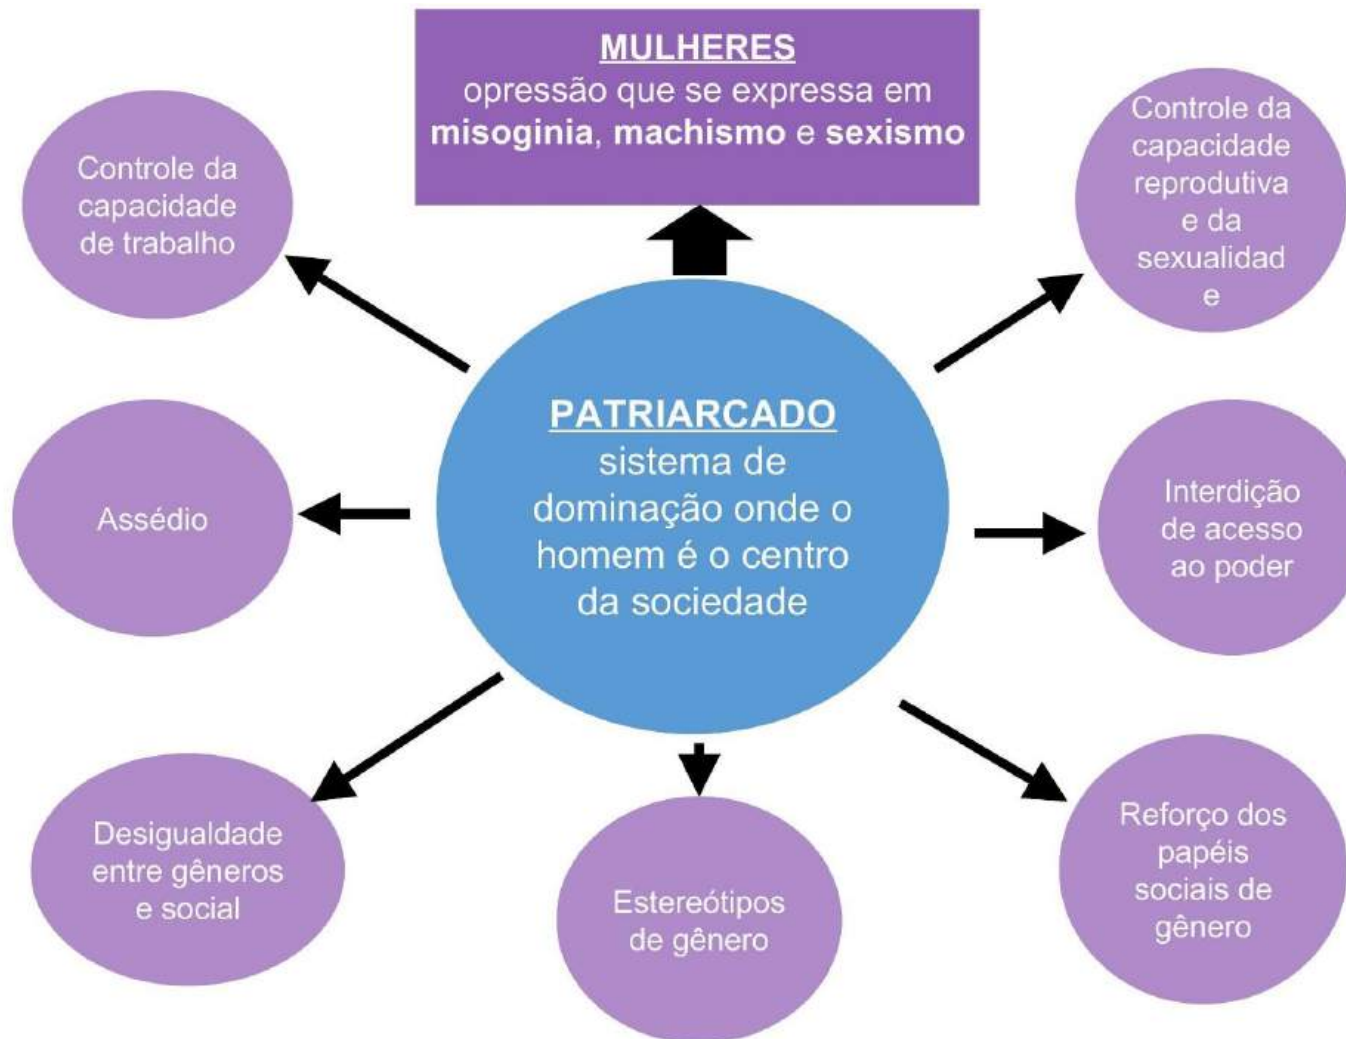 MULHERES
opressão que se expressa em
misoginia, machismo e sexismo
Controle da
capacidade
de trabalho
Controle da
capacidade
reprodutiva
e da
sexualidad
e
PATRIARCADO
sistema de
dominação onde o
homem é o centro
da sociedade
Assédio
Interdição
de acesso
ao poder
Desigualdade
entre gêneros
e social
Estereótipos
de gênero
Reforço dos
papéis
sociais de
gênero